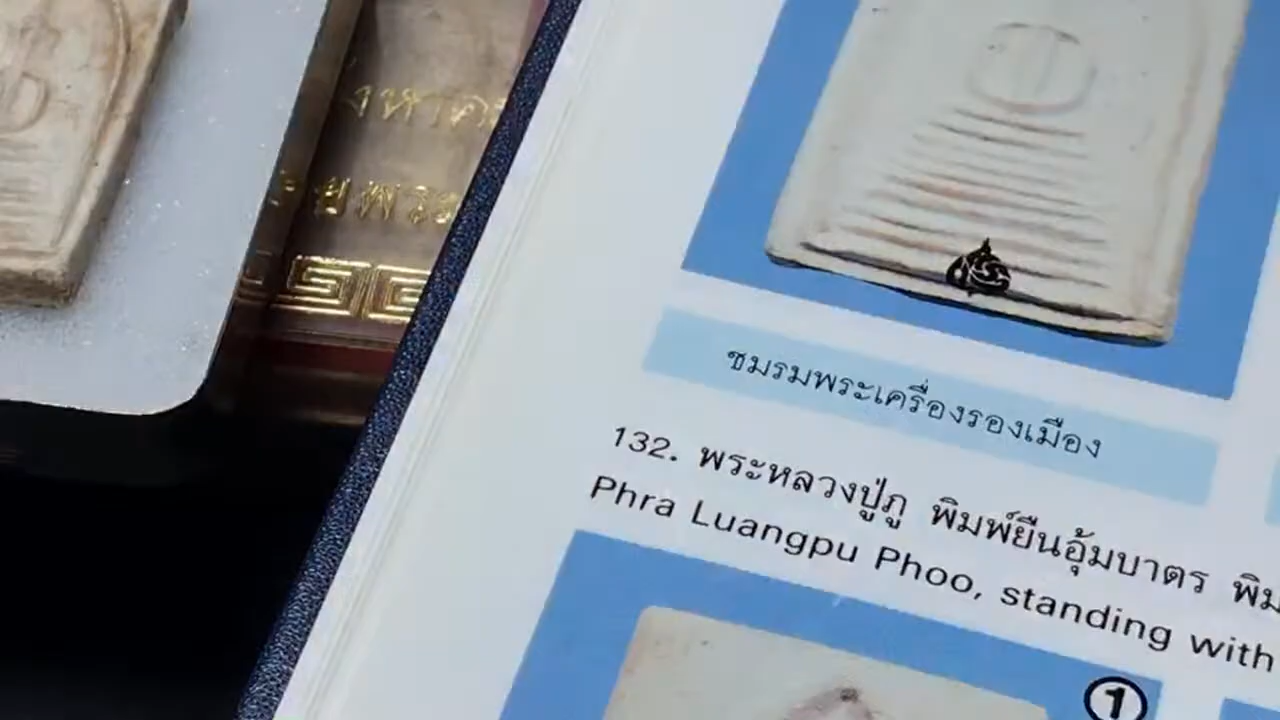 ชมรมพระเครื่องรองเมือง
132. พระหลวงปู่ภู พิมพ์ยืนอุ้มบาตร
Phra Luangpu Phoo, standing with
1